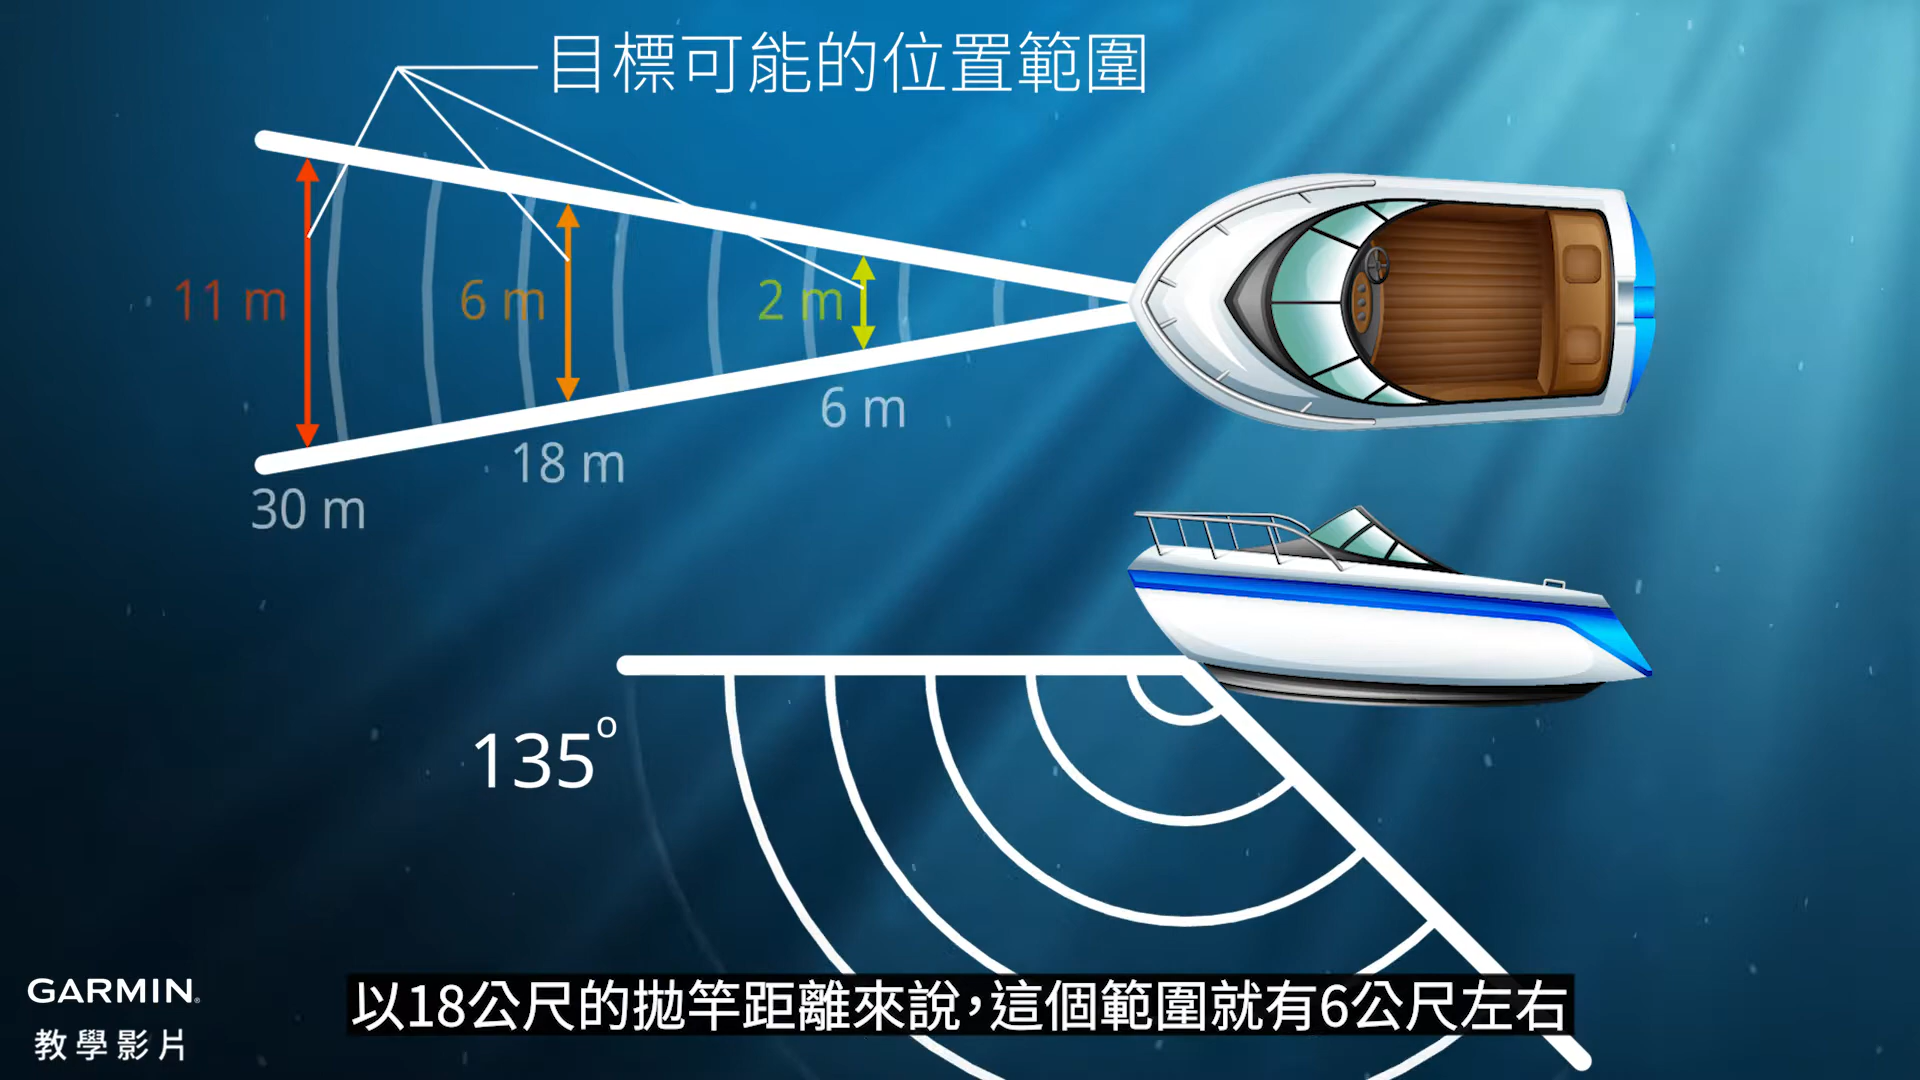 目標可能的位置範圍
11 m
6 m
2 m
6 m
18 m
30 m
135°
GARMIN
教學影片
以18公尺的拋竿距離來說，這個範圍就有6公尺左右